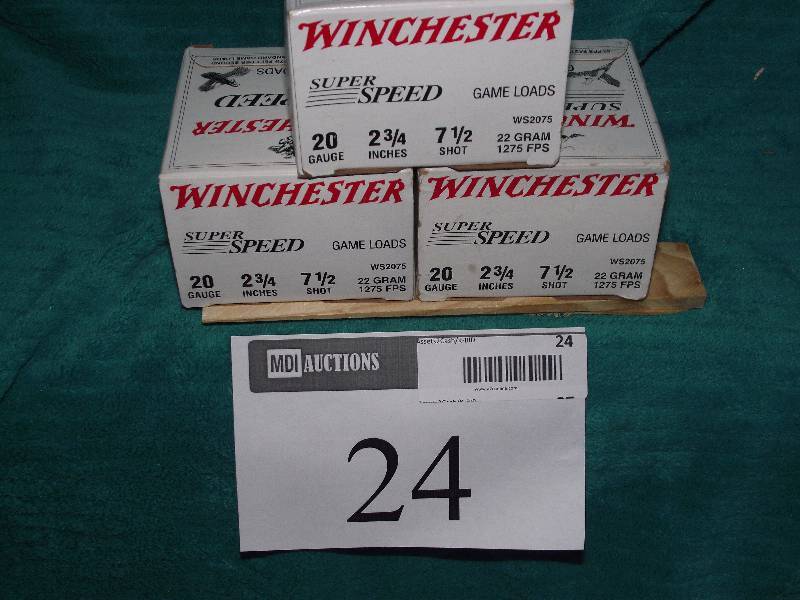 WINCHESTER
SUPER
SPEED
GAME LOADS
WS2075
20 2 3/4 7 1/2 22 GRAM
GAUGE INCHES SHOT 1275 FPS
LOADS
SPEED
WINCHESTER
WINCHESTER
SUPER
SPEED
GAME LOADS
WS2075
20 2 3/4 7 1/2 22 GRAM
GAUGE INCHES SHOT 1275 FPS
WINCHESTER
SUPER
SPEED
GAME LOADS
WS2075
20 2 3/4 7 1/2 22 GRAM
GAUGE INCHES SHOT 1275 FPS
MDI AUCTIONS
24
24